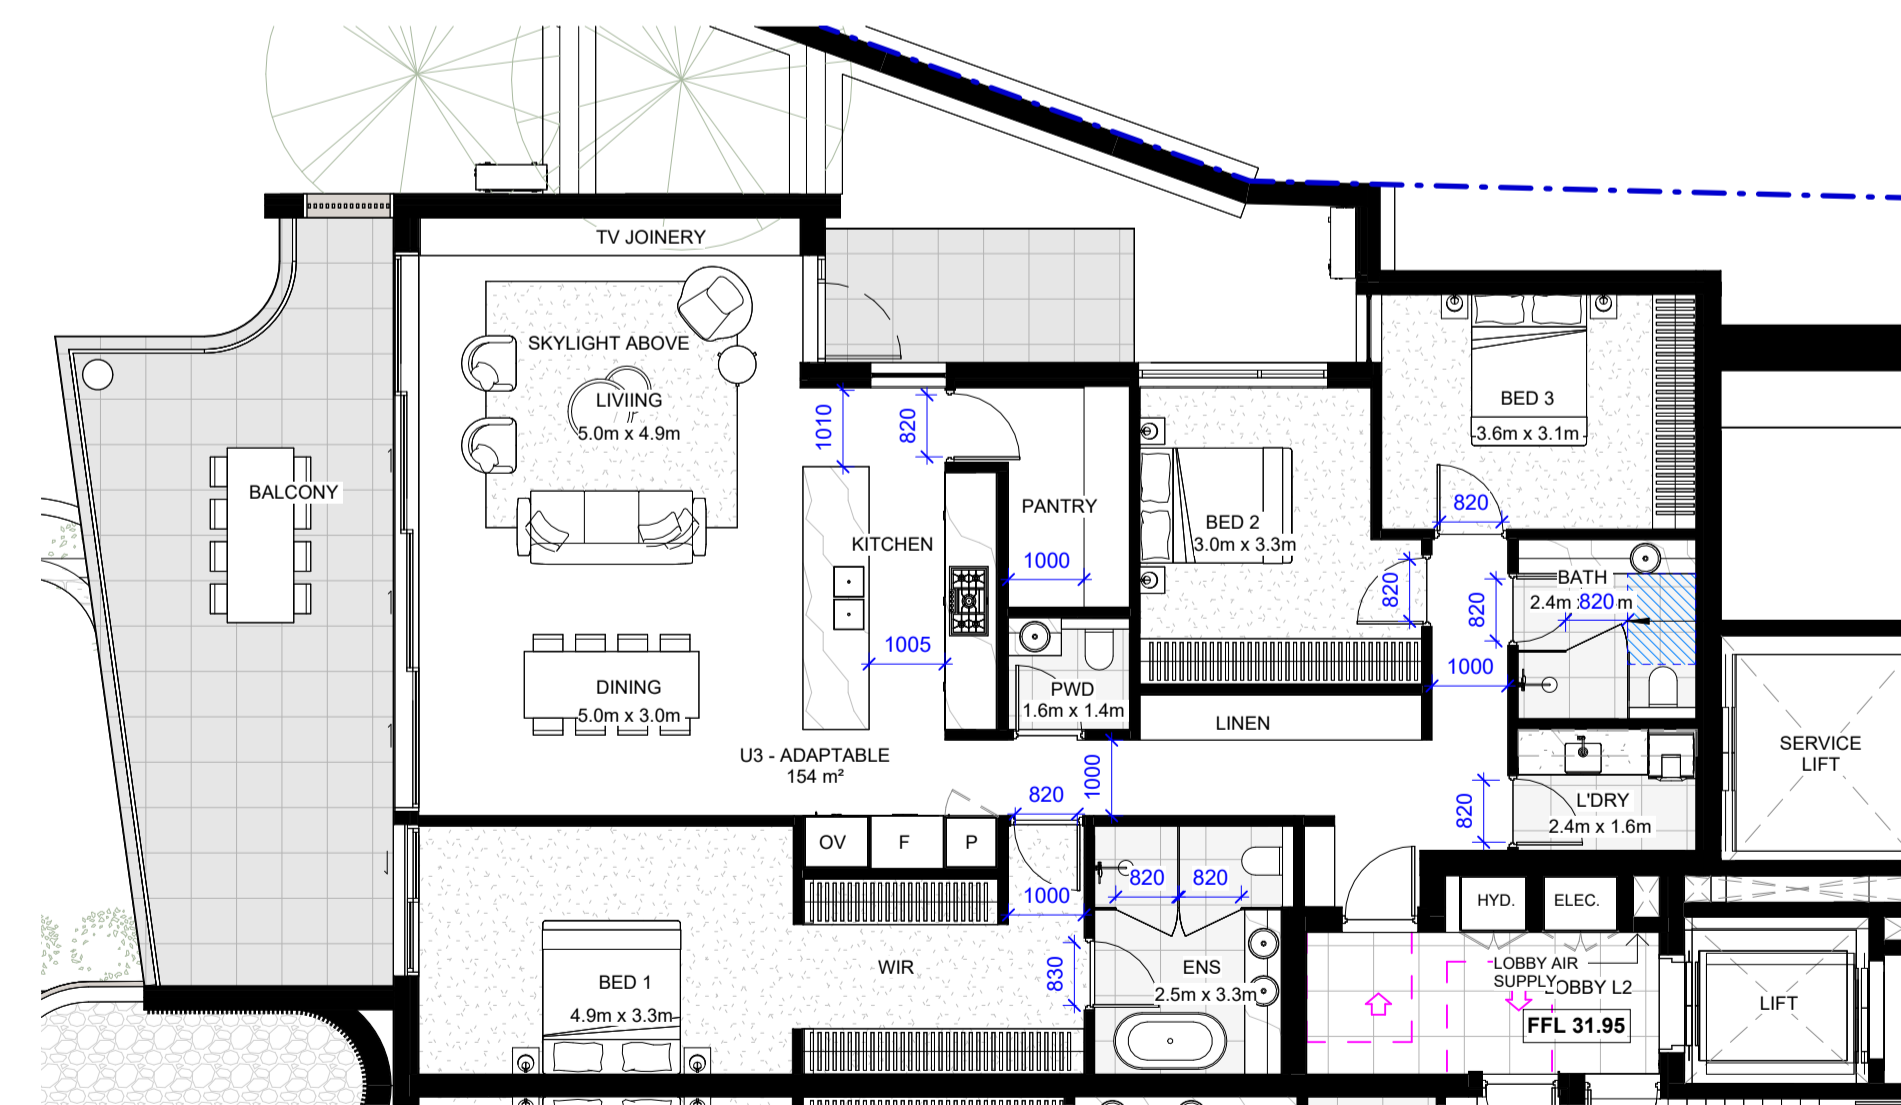 TV JOINERY
SKYLIGHT ABOVE
LIVIING
5.0m x 4.9m
BALCONY
1010
820
KITCHEN
PANTRY
1000
1005
DINING
5.0m x 3.0m
U3 - ADAPTABLE
154 m²
PWD
1.6m x 1.4m
BED 2
3.0m x 3.3m
820
BED 3
3.6m x 3.1m
820
BATH
2.4m
820
m
820
1000
LINEN
1000
820
L'DRY
2.4m x 1.6m
820
SERVICE
LIFT
OV
F
P
1000
820
820
HYD.
ELEC.
WIR
830
ENS
2.5m x 3.3m
BED 1
4.9m x 3.3m
LOBBY AIR
SUPPLY
LOBBY L2
FFL 31.95
LIFT